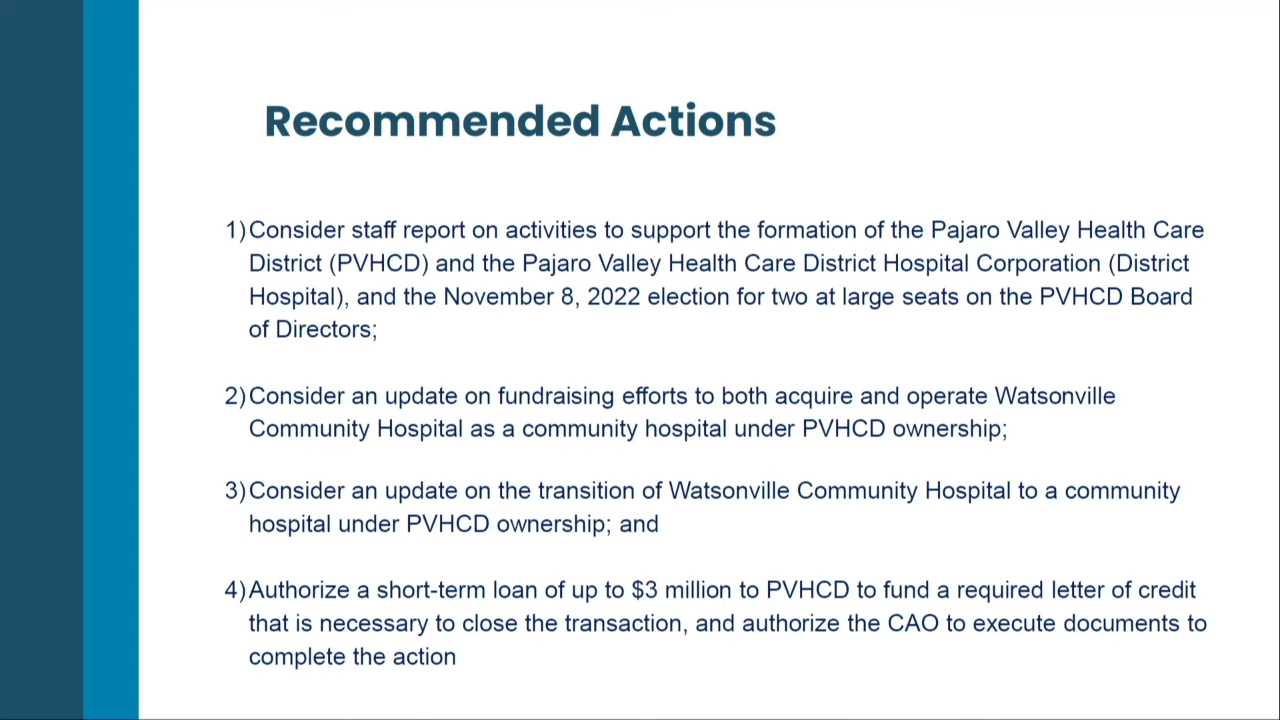 Recommended Actions
1) Consider staff report on activities to support the formation of the Pajaro Valley Health Care
District (PVHCD) and the Pajaro Valley Health Care District Hospital Corporation (District
Hospital), and the November 8, 2022 election for two at large seats on the PVHCD Board
of Directors;
2) Consider an update on fundraising efforts to both acquire and operate Watsonville
Community Hospital as a community hospital under PVHCD ownership;
3) Consider an update on the transition of Watsonville Community Hospital to a community
hospital under PVHCD ownership; and
4) Authorize a short-term loan of up to $3 million to PVHCD to fund a required letter of credit
that is necessary to close the transaction, and authorize the CAO to execute documents to
complete the action